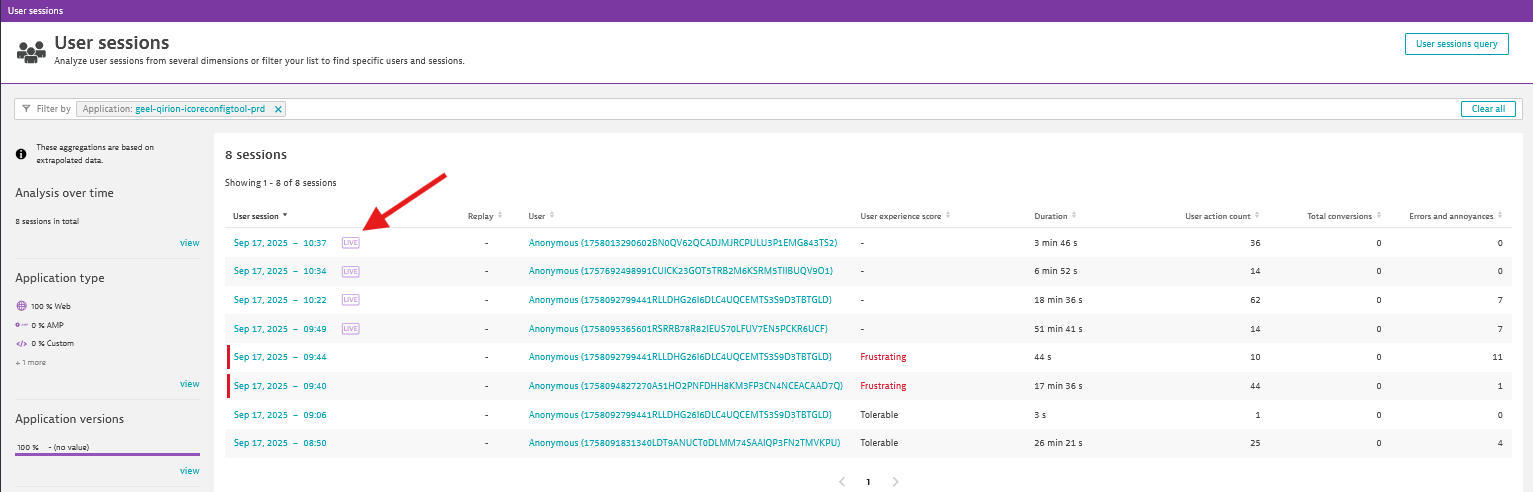 User sessions
User sessions
Analyze user sessions from several dimensions or filter your list to find specific users and sessions.
User sessions query
Filter by Application: geel-qirion-icoreconfigtool-prd ×
Clear all
These aggregations are based on
extrapolated data.
Analysis over time
8 sessions in total
view
Application type
100 % Web
0 % AMP
0 % Custom
+ 1 more
view
Application versions
100 % - (no value)
view
8 sessions
Showing 1 - 8 of 8 sessions
User session Replay User User experience score Duration User action count Total conversions Errors and annoyances
Sep 17, 2025 – 10:37 LIVE - Anonymous (1758013290602BN0QV62QCADJMJRCPULU3P1EMG843TS2) - 3 min 46 s 36 0 0
Sep 17, 2025 – 10:34 LIVE - Anonymous (1757692498991CUICK23GOT5TRB2M6KSRM5TIIBUQV9O1) - 6 min 52 s 14 0 0
Sep 17, 2025 – 10:22 LIVE - Anonymous (1758092799441RLLDHG26I6DLC4UQCEMTS3S9D3TBTGLD) - 18 min 36 s 62 0 7
Sep 17, 2025 – 09:49 LIVE - Anonymous (1758095365601RSRRB78R82IEUS70LFUV7EN5PCKR6UCF) - 51 min 41 s 14 0 7
Sep 17, 2025 – 09:44 - Anonymous (1758092799441RLLDHG26I6DLC4UQCEMTS3S9D3TBTGLD) Frustrating 44 s 10 0 11
Sep 17, 2025 – 09:40 - Anonymous (1758094827270A51HO2PNFDHH8KM3FP3CN4NCEACAAD7Q) Frustrating 17 min 36 s 44 0 1
Sep 17, 2025 – 09:06 - Anonymous (1758092799441RLLDHG26I6DLC4UQCEMTS3S9D3TBTGLD) Tolerable 3 s 1 0 0
Sep 17, 2025 – 08:50 - Anonymous (1758091831340LDT9ANUCT0DLMM74SAAIQP3FN2TMVKPU) Tolerable 26 min 21 s 25 0 4
1